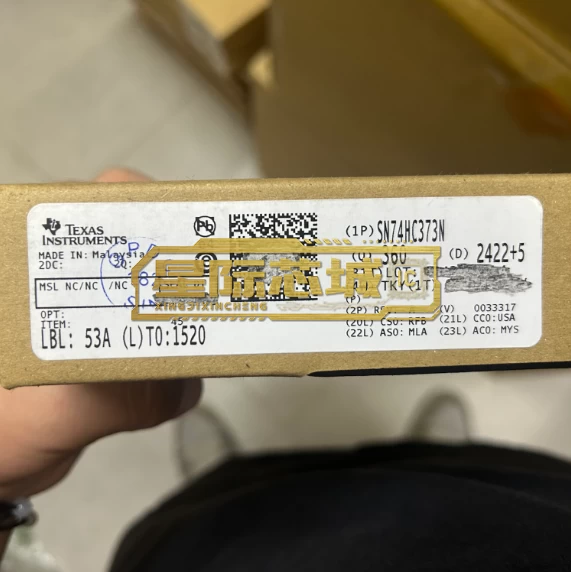 TEXAS
INSTRUMENTS
MADE IN: Malaysia
2DC:
MSL NC/NC /NC
OPT:
ITEM:
LBL: 53A (L)TO:1520
Pb
(1P)SN74HC373N
(D) 2422+5
(P)
(2P)
(V) 0033317
(20L) CSO: RFB (21L) CCO:USA
(22L) ASO: MLA (23L) ACO: MYS
星际芯城
XINGJIXINCHENG